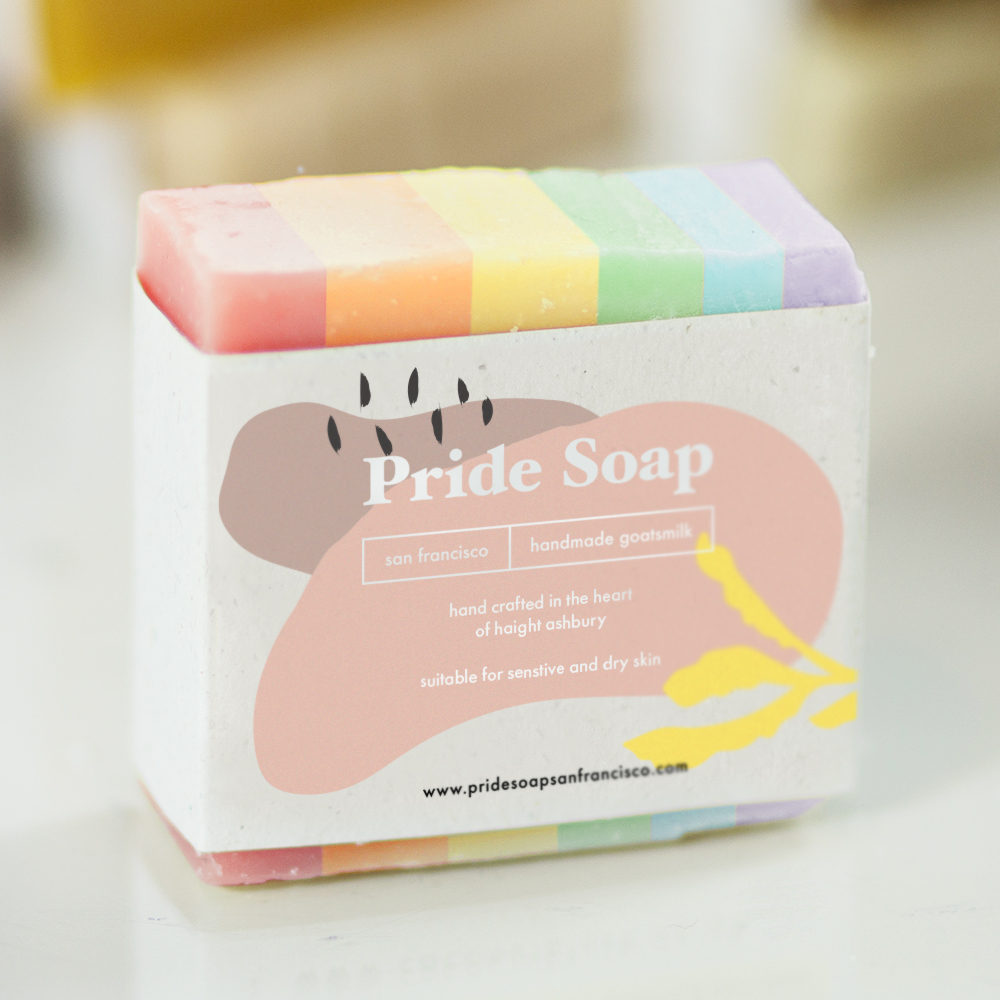 Pride Soap
san francisco handmade goatsmilk
hand crafted in the heart
of haight ashbury
suitable for senstive and dry skin
www.pridesoapsanfrancisco.com